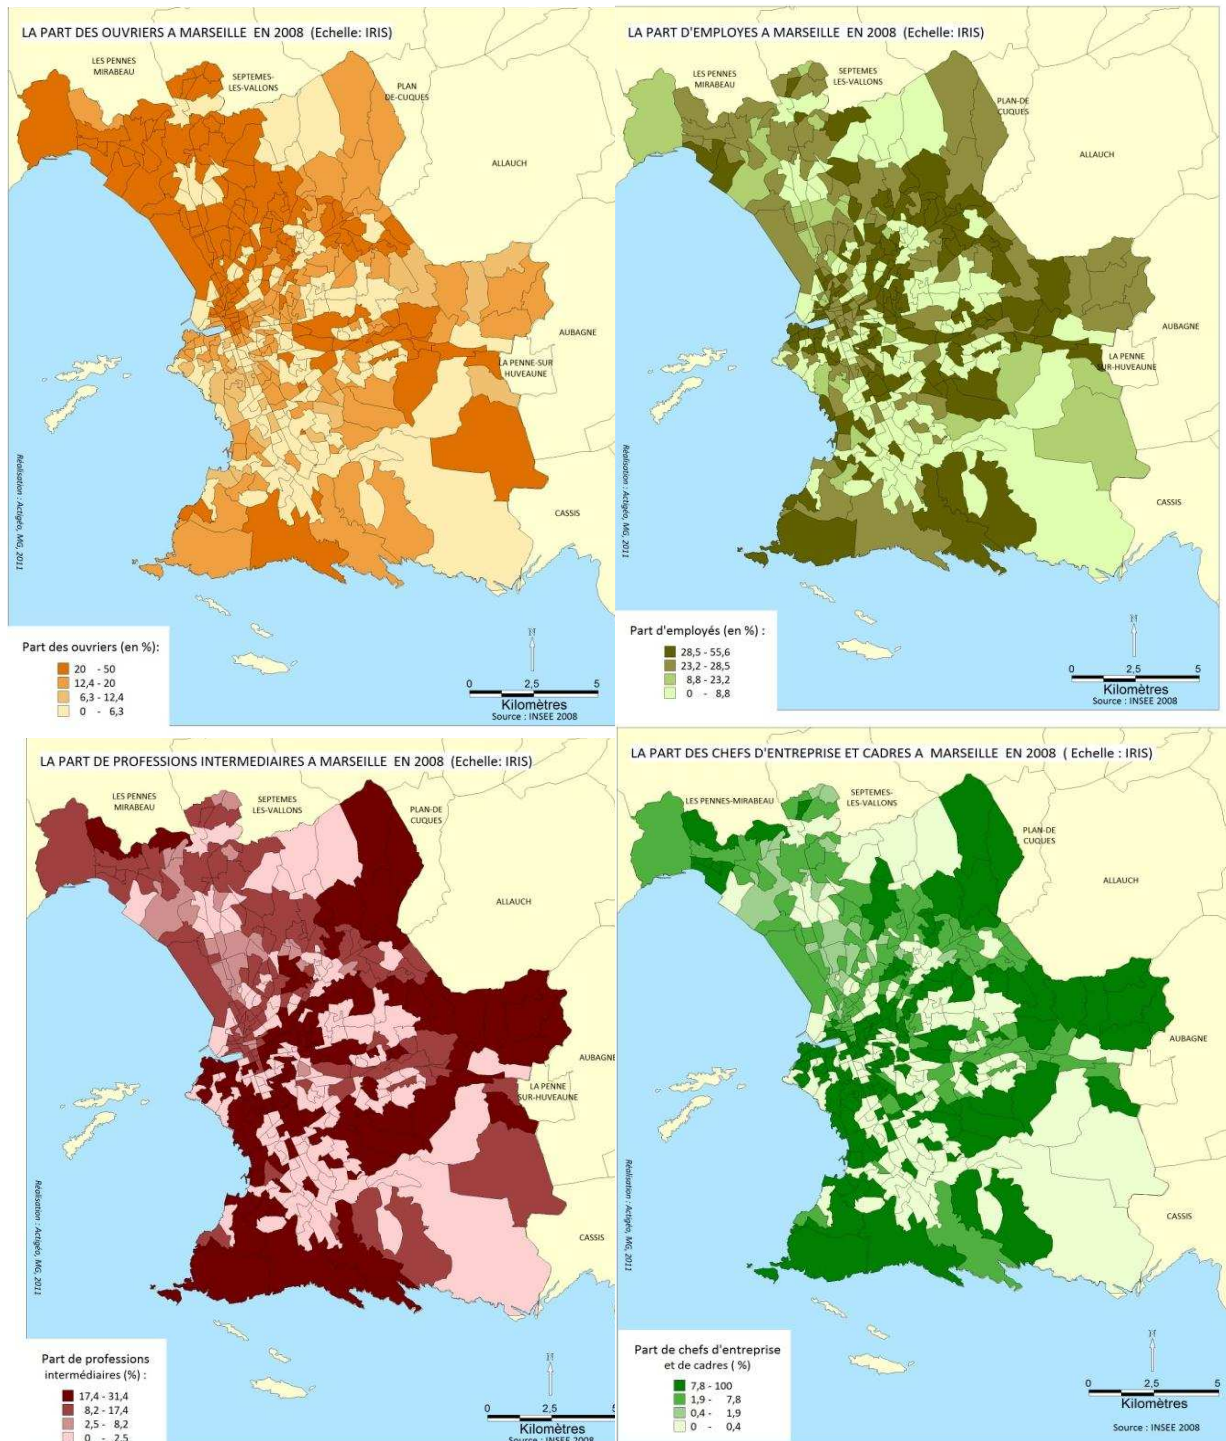 LA PART DES OUVRIERS A MARSEILLE EN 2008 (Echelle: IRIS)
LES PENNES
MIRABEAU
SEPTEMES-
LES-VALLONS
PLAN
DE-CUQUES
ALLAUCH
AUBAGNE
LA PENNE-SUR
HUVEAUNE
CASSIS
Réalisation : Actigéo, MG, 2011
Part des ouvriers (en %):
20 - 50
12,4 - 20
6,3 - 12,4
0 - 6,3
N
0 2,5 5
Kilomètres
Source : INSEE 2008
LA PART D'EMPLOYES A MARSEILLE EN 2008 (Echelle: IRIS)
LES PENNES
MIRABEAU
SEPTEMES
LES-VALLONS
PLAN-DE
CUQUES
ALLAUCH
AUBAGNE
LA PENNE
SUR-HUVEAUNE
CASSIS
Réalisation : Actigéo, MG, 2011
Part d'employés (en %) :
28,5 - 55,6
23,2 - 28,5
8,8 - 23,2
0 - 8,8
N
0 2,5 5
Kilomètres
Source : INSEE 2008
LA PART DE PROFESSIONS INTERMEDIAIRES A MARSEILLE EN 2008 (Echelle: IRIS)
LES PENNES
MIRABEAU
SEPTEMES
LES-VALLONS
PLAN-DE
CUQUES
ALLAUCH
AUBAGNE
LA PENNE
SUR-HUVEAUNE
CASSIS
Réalisation : Actigéo, MG, 2011
Part de professions
intermédiaires (%) :
17,4 - 31,4
8,2 - 17,4
2,5 - 8,2
0 - 2,5
N
0 2,5 5
Kilomètres
Source : INSEE 2008
LA PART DES CHEFS D'ENTREPRISE ET CADRES A MARSEILLE EN 2008 ( Echelle : IRIS)
LES PENNES-MIRABEAU
SEPTEMES-
LES-VALLONS
PLAN-DE
CUQUES
ALLAUCH
AUBAGNE
LA PENNE
SUR-HUVEAUNE
CASSIS
Réalisation : Actigéo, MG, 2011
Part de chefs d'entreprise
et de cadres ( %)
7,8 - 100
1,9 - 7,8
0,4 - 1,9
0 - 0,4
N
0 2,5 5
Kilomètres
Source : INSEE 2008